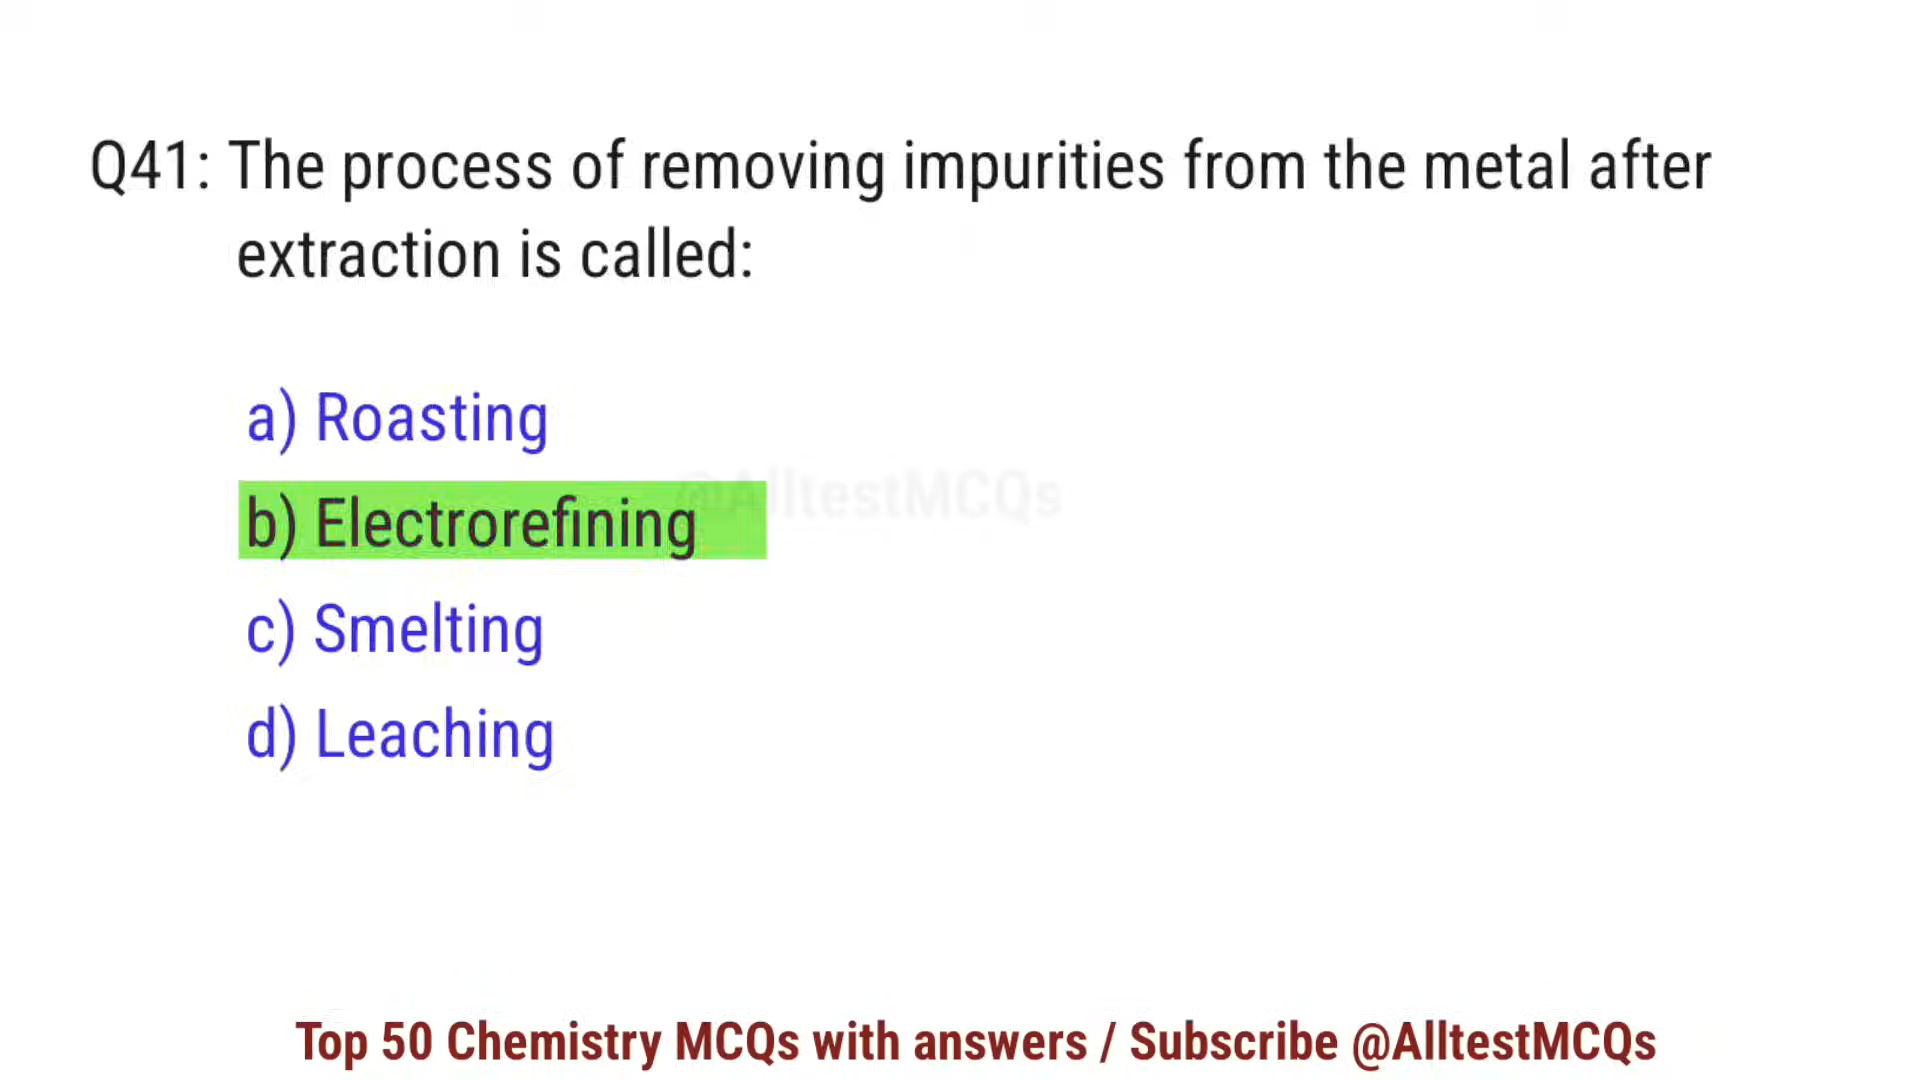 Q41: The process of removing impurities from the metal after
extraction is called:
a) Roasting
@AlltestMCQs
b) Electrorefining
c) Smelting
d) Leaching
Top 50 Chemistry MCQs with answers / Subscribe @AlltestMCQs